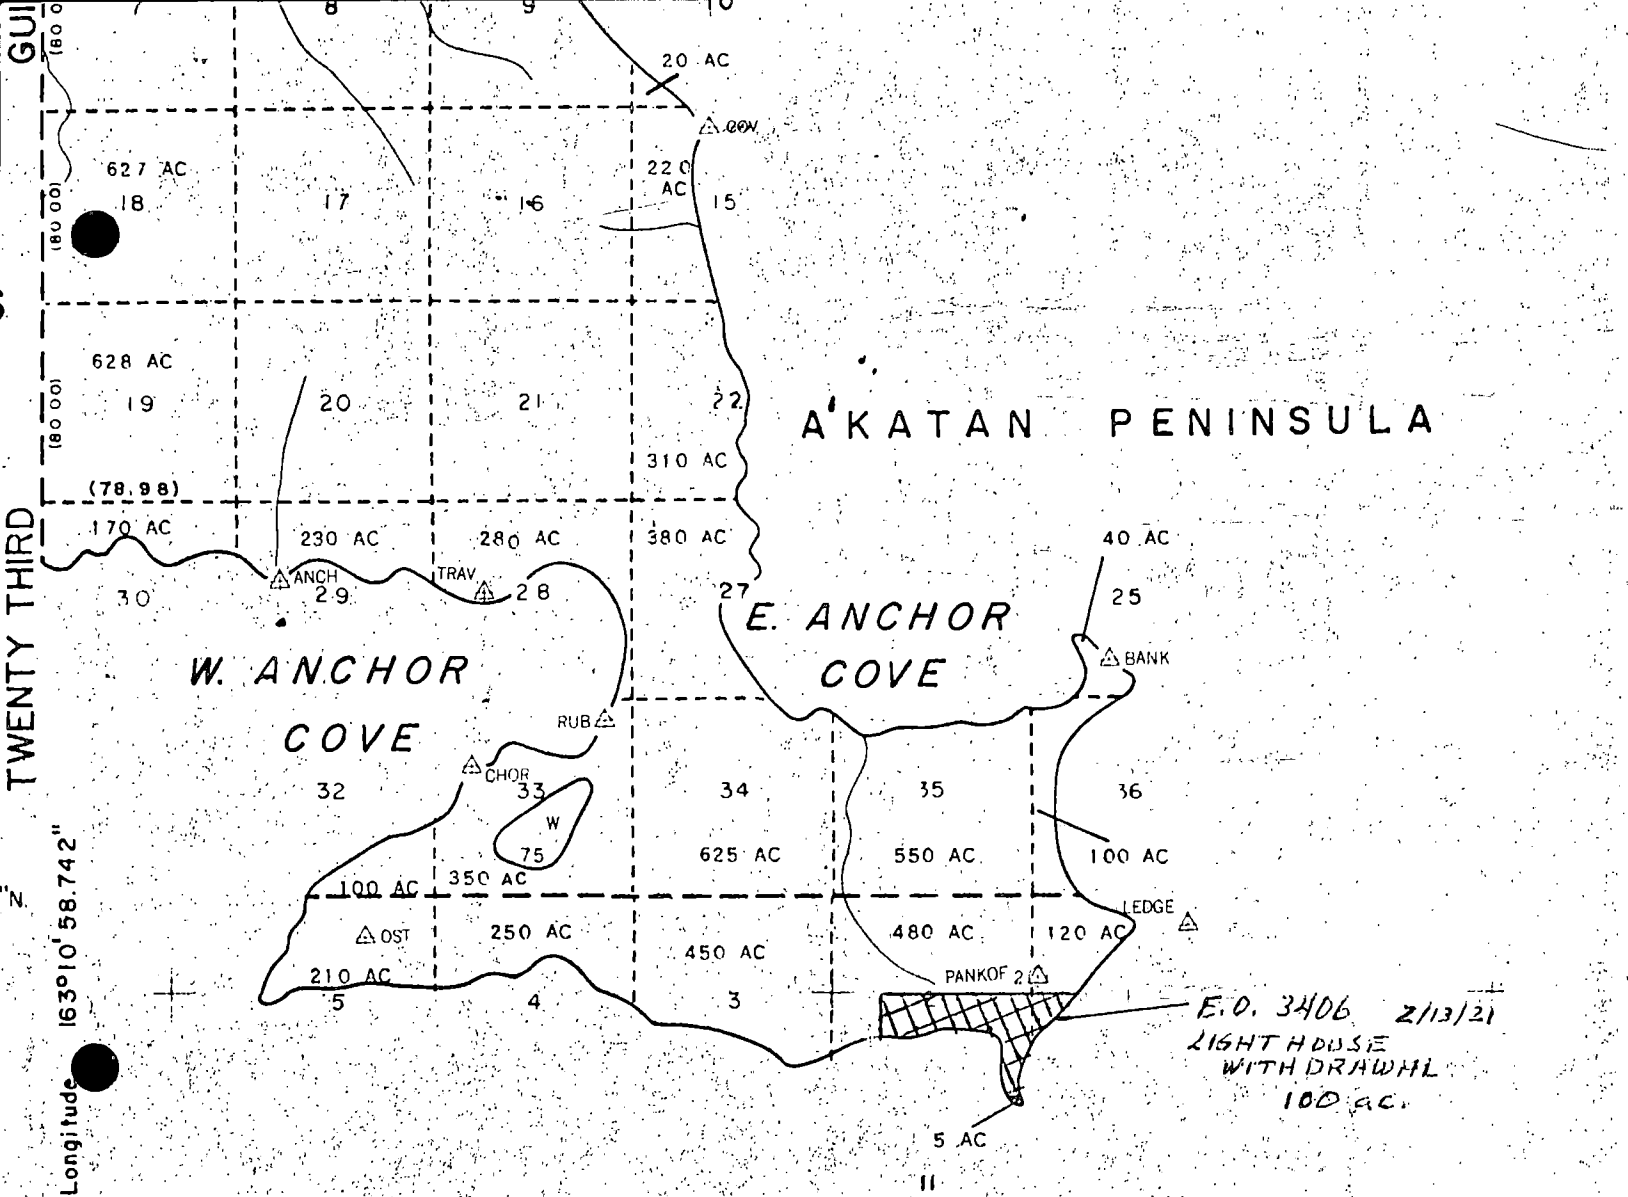 GUI
(80 0
8
9
10
20 AC
COV
627 AC
18
17
16
220
AC
15
(80 00)
628 AC
19
20
21
22
310 AC
(80 00)
(78.98)
A'KATAN PENINSULA
TWENTY THIRD
170 AC
230 AC
280 AC
380 AC
40 AC
30
ANCH
29
TRAV
28
27
25
E. ANCHOR
COVE
BANK
W. ANCHOR
COVE
RUB
CHOR
32
33
34
35
36
W
75
625 AC
550 AC
100 AC
100 AC
350 AC
"N.
LEDGE
OST
250 AC
450 AC
480 AC
120 AC
210 AC
PANKOF 2
5
4
3
E.O. 3406 2/13/21
LIGHT HOUSE
WITHDRAWAL
100 ac.
5 AC
11
Longitude 163°10'58.742"